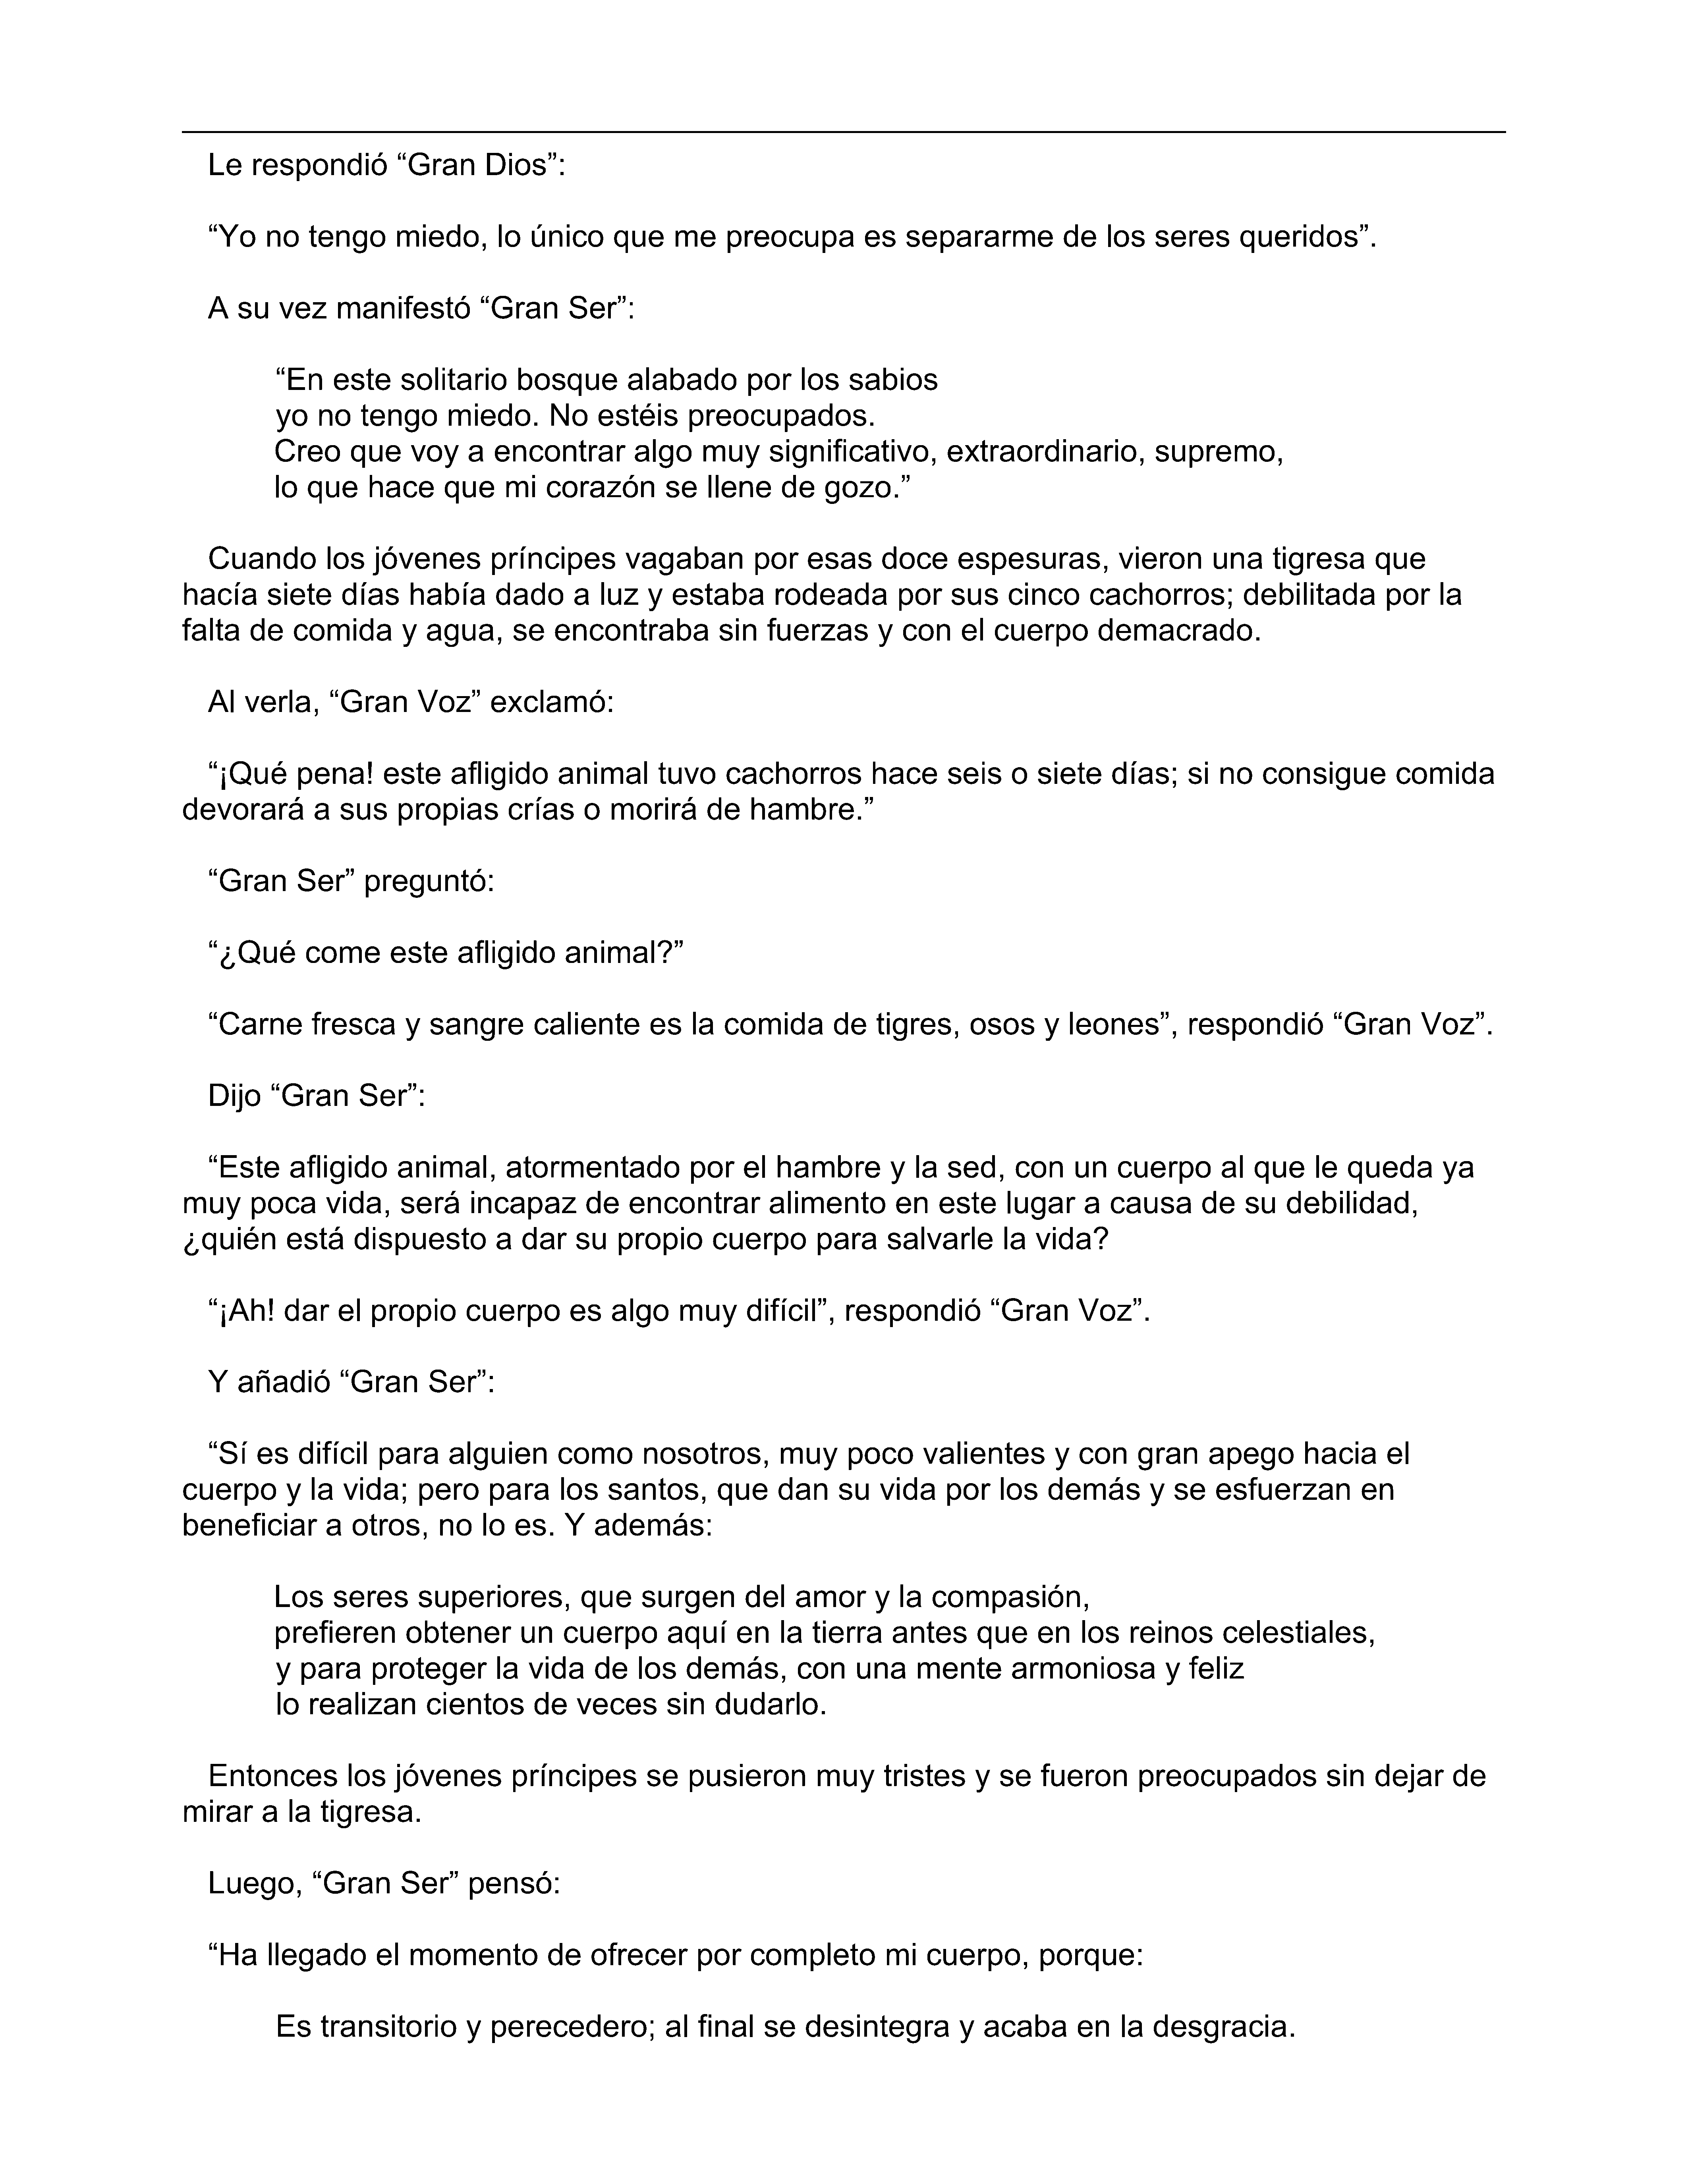 Le respondió “Gran Dios”:
“Yo no tengo miedo, lo único que me preocupa es separarme de los seres queridos”.
A su vez manifestó “Gran Ser”:
“En este solitario bosque alabado por los sabios
yo no tengo miedo. No estéis preocupados.
Creo que voy a encontrar algo muy significativo, extraordinario, supremo,
lo que hace que mi corazón se llene de gozo.”
Cuando los jóvenes príncipes vagaban por esas doce espesuras, vieron una tigresa que
hacía siete días había dado a luz y estaba rodeada por sus cinco cachorros; debilitada por la
falta de comida y agua, se encontraba sin fuerzas y con el cuerpo demacrado.
Al verla, “Gran Voz” exclamó:
“¡Qué pena! este afligido animal tuvo cachorros hace seis o siete días; si no consigue comida
devorará a sus propias crías o morirá de hambre.”
“Gran Ser” preguntó:
“¿Qué come este afligido animal?”
“Carne fresca y sangre caliente es la comida de tigres, osos y leones”, respondió “Gran Voz”.
Dijo “Gran Ser”:
“Este afligido animal, atormentado por el hambre y la sed, con un cuerpo al que le queda ya
muy poca vida, será incapaz de encontrar alimento en este lugar a causa de su debilidad,
¿quién está dispuesto a dar su propio cuerpo para salvarle la vida?
“¡Ah! dar el propio cuerpo es algo muy difícil”, respondió “Gran Voz”.
Y añadió “Gran Ser”:
“Sí es difícil para alguien como nosotros, muy poco valientes y con gran apego hacia el
cuerpo y la vida; pero para los santos, que dan su vida por los demás y se esfuerzan en
beneficiar a otros, no lo es. Y además:
Los seres superiores, que surgen del amor y la compasión,
prefieren obtener un cuerpo aquí en la tierra antes que en los reinos celestiales,
y para proteger la vida de los demás, con una mente armoniosa y feliz
lo realizan cientos de veces sin dudarlo.
Entonces los jóvenes príncipes se pusieron muy tristes y se fueron preocupados sin dejar de
mirar a la tigresa.
Luego, “Gran Ser” pensó:
“Ha llegado el momento de ofrecer por completo mi cuerpo, porque:
Es transitorio y perecedero; al final se desintegra y acaba en la desgracia.